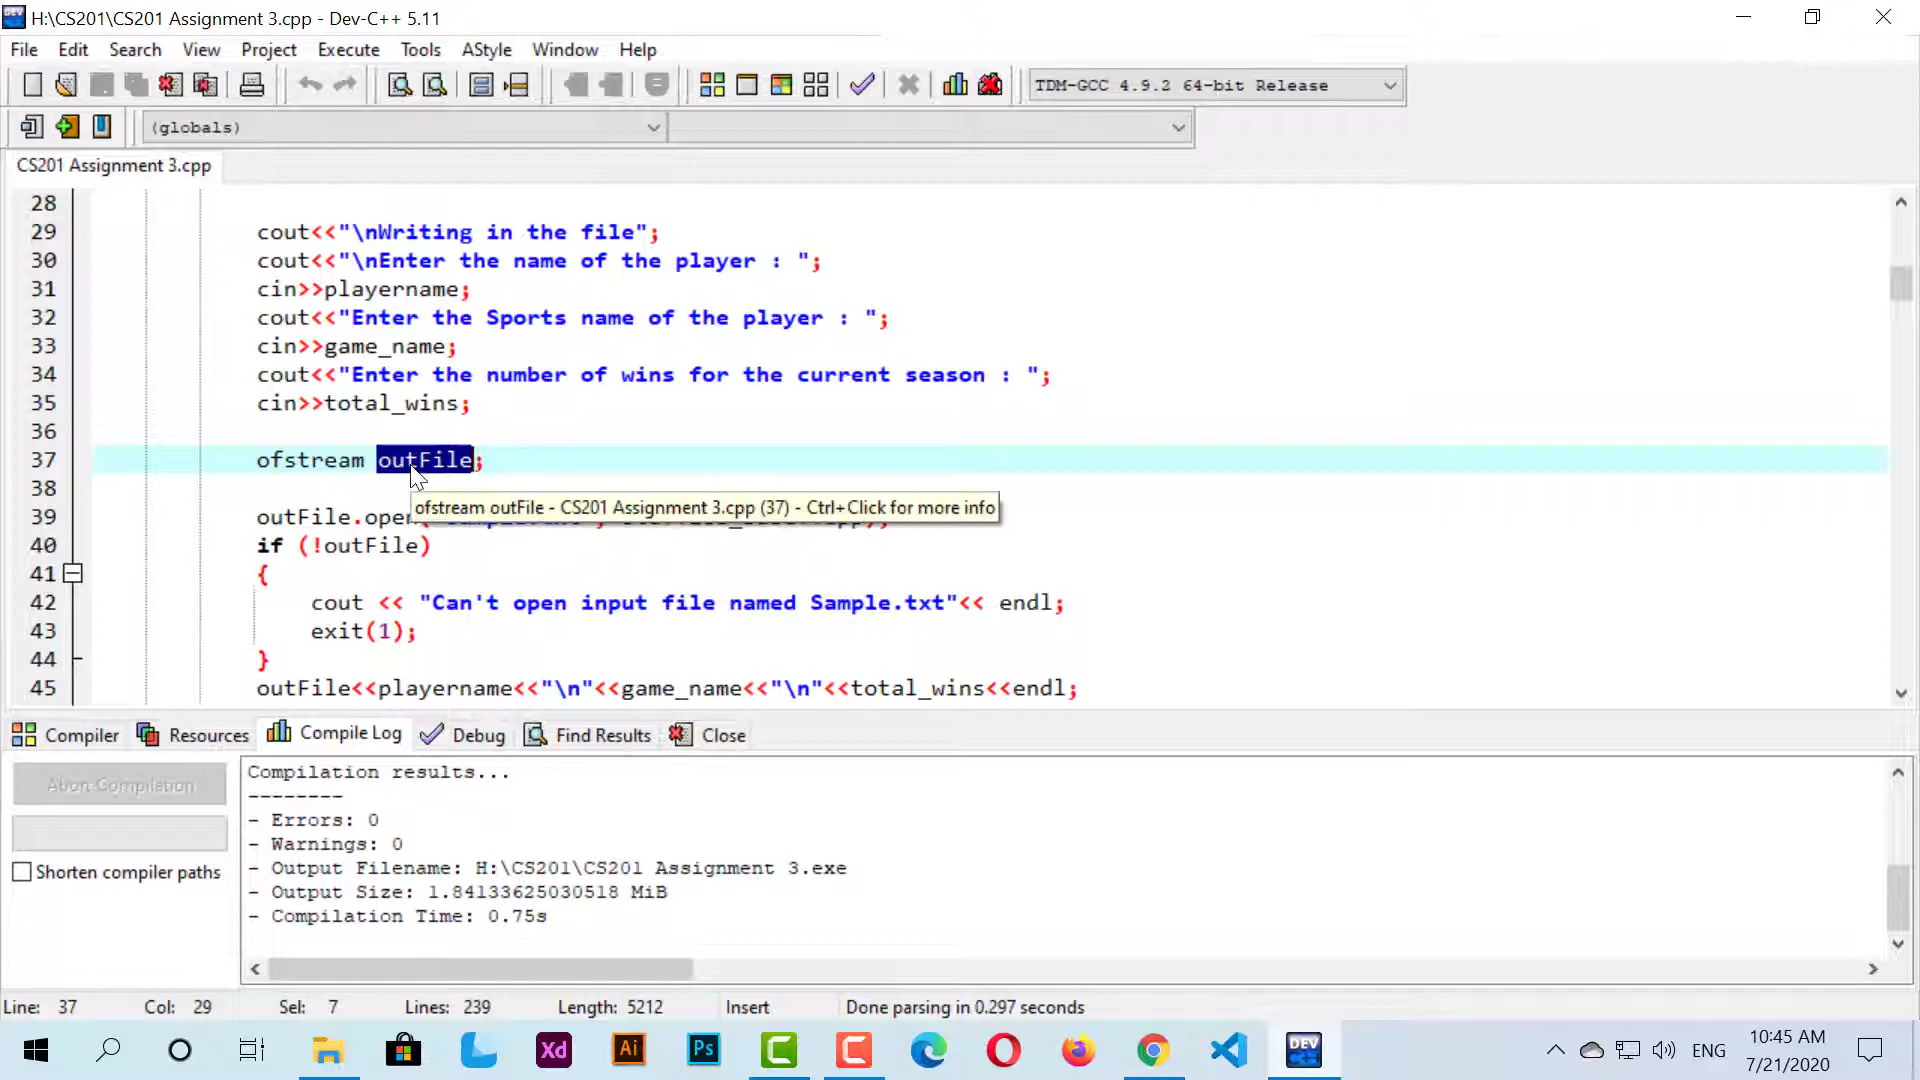 H:\CS201\CS201 Assignment 3.cpp - Dev-C++ 5.11
File Edit Search View Project Execute Tools AStyle Window Help
TDM-GCC 4.9.2 64-bit Release
(globals)
CS201 Assignment 3.cpp
28
29 cout<<"\nWriting in the file";
30 cout<<"\nEnter the name of the player : ";
31 cin>>playername;
32 cout<<"Enter the Sports name of the player : ";
33 cin>>game_name;
34 cout<<"Enter the number of wins for the current season : ";
35 cin>>total_wins;
36
37 ofstream outFile;
38
ofstream outFile - CS201 Assignment 3.cpp (37) - Ctrl+Click for more info
39 outFile.open(
40 if (!outFile)
41 {
42 cout << "Can't open input file named Sample.txt"<< endl;
43 exit(1);
44 }
45 outFile<<playername<<"\n"<<game_name<<"\n"<<total_wins<<endl;
Compiler Resources Compile Log Debug Find Results Close
Abort Compilation
Shorten compiler paths
Compilation results...
--------
- Errors: 0
- Warnings: 0
- Output Filename: H:\CS201\CS201 Assignment 3.exe
- Output Size: 1.84133625030518 MiB
- Compilation Time: 0.75s
Line: 37 Col: 29 Sel: 7 Lines: 239 Length: 5212 Insert Done parsing in 0.297 seconds
Xd Ai Ps DEV ENG
10:45 AM
7/21/2020